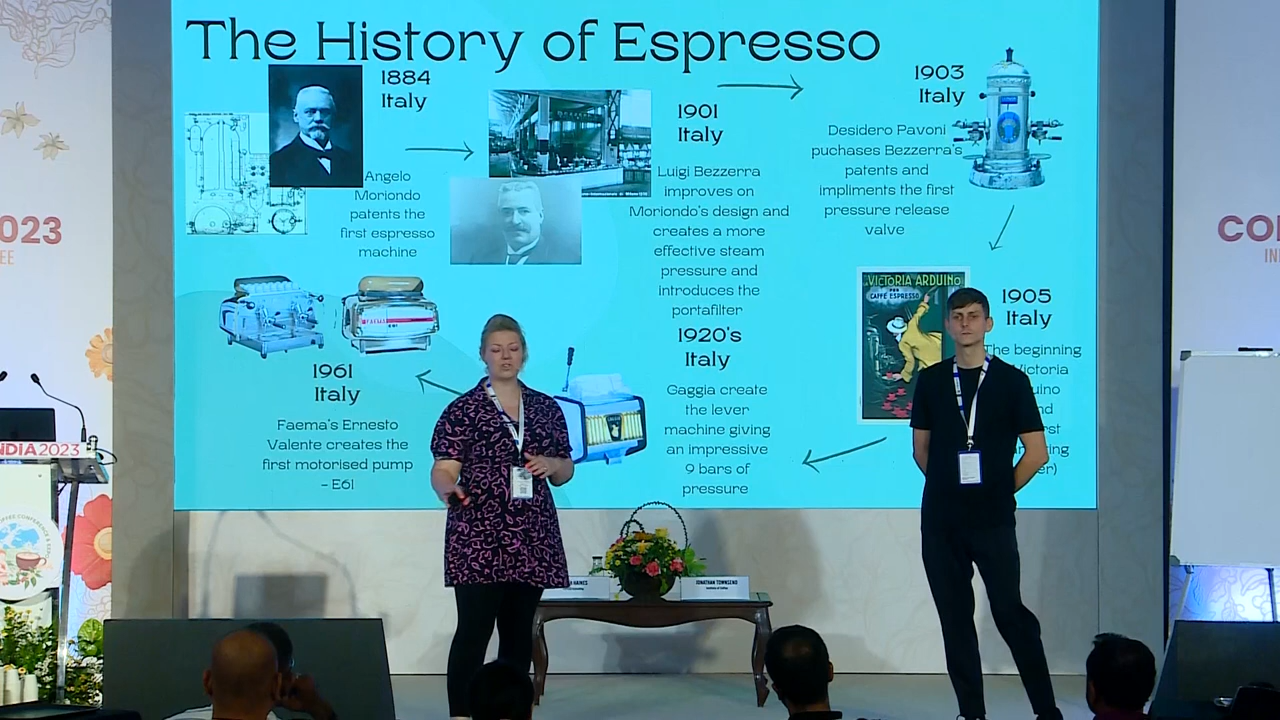 The History of Espresso
1884
Italy
Angelo
Moriondo
patents the
first espresso
machine
1901
Italy
Luigi Bezzerra
improves on
Moriondo's design and
creates a more
effective steam
pressure and
introduces the
portafilter
1903
Italy
Desidero Pavoni
puchases Bezzerra's
patents and
impliments the first
pressure release
valve
VICTORIA ARDUINO
CAFFÉ ESPRESSO
1905
Italy
The beginning
1920's
Italy
Gaggia create
the lever
machine giving
an impressive
9 bars of
pressure
1961
Italy
Faema's Ernesto
Valente creates the
first motorised pump
- E61
FAEMA
2023
INDIA2023
HAINES
JONATHAN TOWNSEND